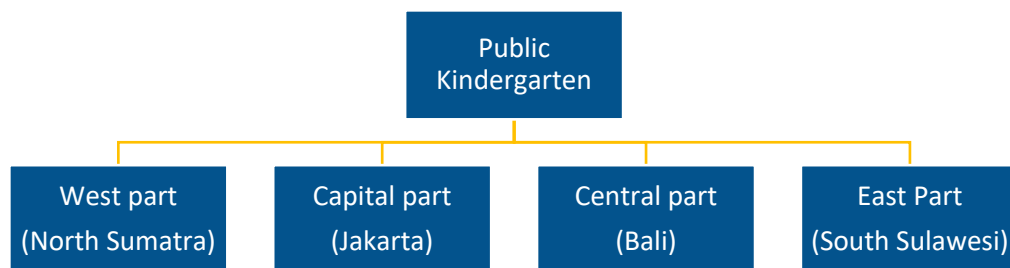 Public
Kindergarten
West part
(North Sumatra)
Capital part
(Jakarta)
Central part
(Bali)
East Part
(South Sulawesi)